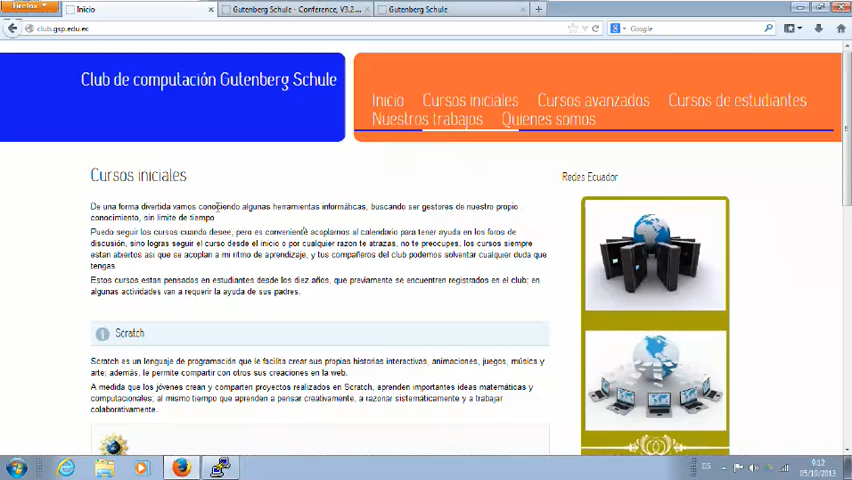 Firefox
Inicio
Gutenberg Schule - Conference, V3.2....
Gutenberg Schule
club.gsp.edu.ec
Google
Club de computación Gutenberg Schule
Inicio Cursos iniciales Cursos avanzados Cursos de estudiantes
Nuestros trabajos Quienes somos
Cursos iniciales
Redes Ecuador
De una forma divertida vamos conociendo algunas herramientas informáticas, buscando ser gestores de nuestro propio
conocimiento, sin limite de tiempo
Puedo seguir los cursos cuando desee, pero es conveniente acoplarnos al calendario para tener ayuda en los foros de
discusión, sino logras seguir el curso desde el inicio o por cualquier razon te atrazas, no te preocupes, los cursos siempre
estan abiertos asi que se acoplan a mi ritmo de aprendizaje, y tus compañeros del club podemos solventar cualquier duda que
tengas.
Estos cursos estan pensados en estudiantes desde los diez años, que previamente se encuentren registrados en el club; en
algunas actividades van a requerir la ayuda de sus padres.
Scratch
Scratch es un lenguaje de programación que le facilita crear sus propias historias interactivas, animaciones, juegos, música y
arte; además, le permite compartir con otros sus creaciones en la web.
A medida que los jóvenes crean y comparten proyectos realizados en Scratch, aprenden importantes ideas matemáticas y
computacionales; al mismo tiempo que aprenden a pensar creativamente, a razonar sistemáticamente y a trabajar
colaborativamente.
ES
9:12
05/10/2013